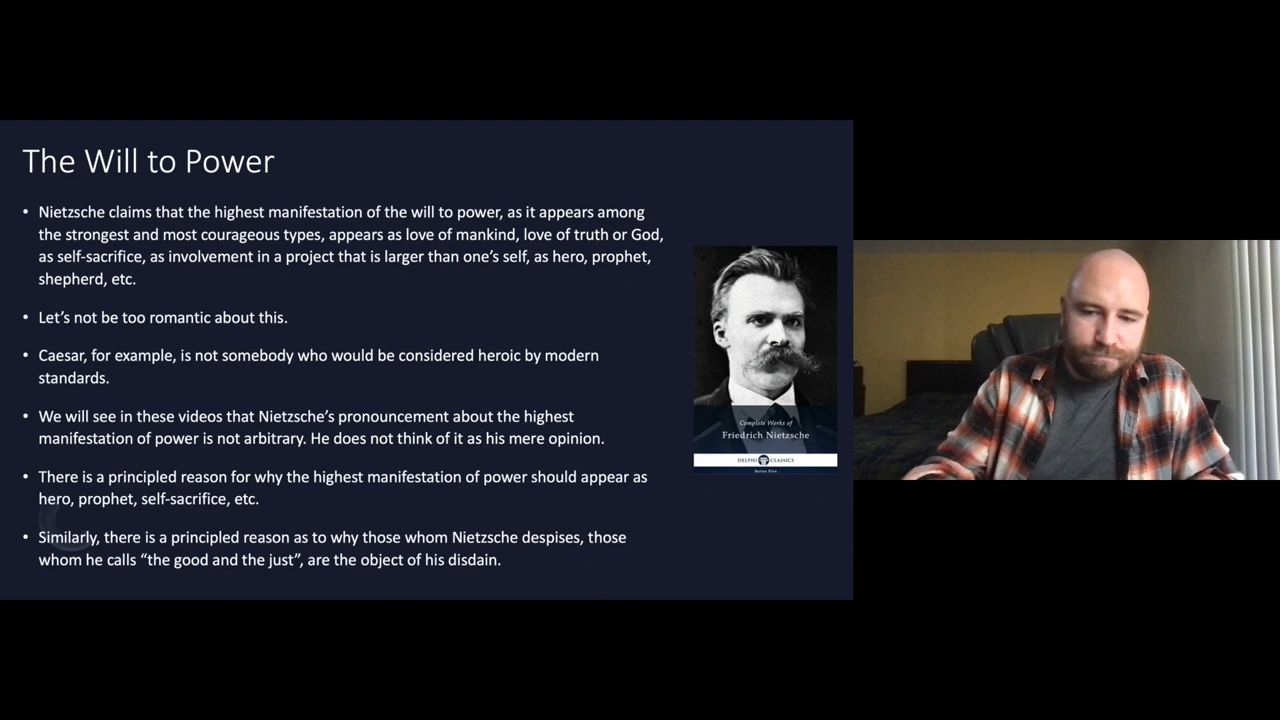 The Will to Power
• Nietzsche claims that the highest manifestation of the will to power, as it appears among
the strongest and most courageous types, appears as love of mankind, love of truth or God,
as self-sacrifice, as involvement in a project that is larger than one’s self, as hero, prophet,
shepherd, etc.
• Let’s not be too romantic about this.
• Caesar, for example, is not somebody who would be considered heroic by modern
standards.
• We will see in these videos that Nietzsche’s pronouncement about the highest
manifestation of power is not arbitrary. He does not think of it as his mere opinion.
• There is a principled reason for why the highest manifestation of power should appear as
hero, prophet, self-sacrifice, etc.
• Similarly, there is a principled reason as to why those whom Nietzsche despises, those
whom he calls “the good and the just”, are the object of his disdain.
Complete Works of
Friedrich Nietzsche
DELPHI CLASSICS
Series Five